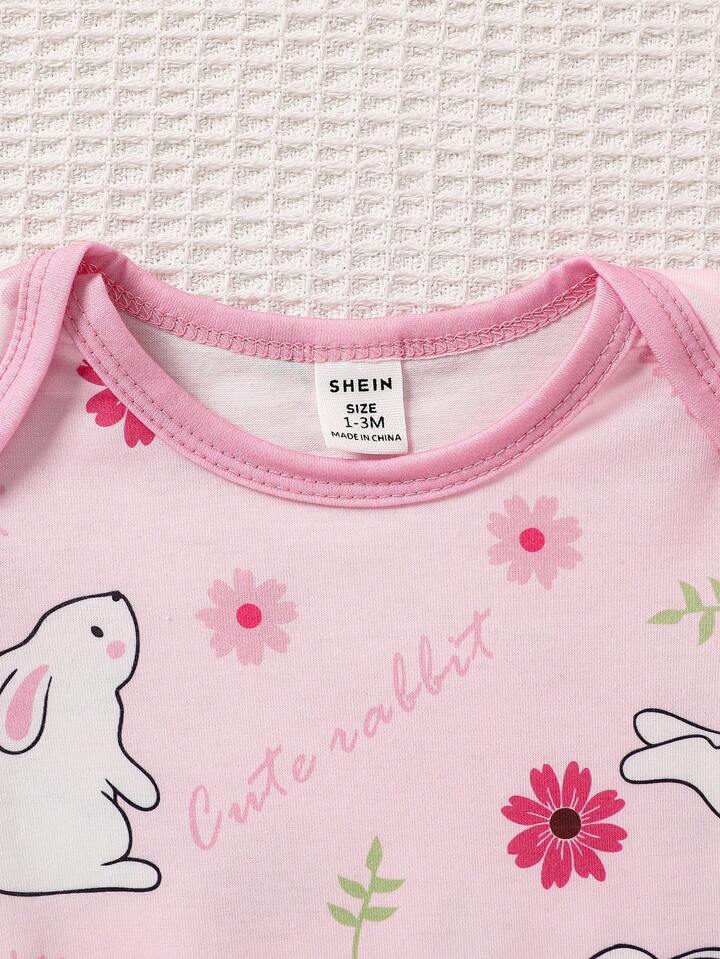 SHEIN
SIZE
1-3M
MADE IN CHINA
Cute rabbit